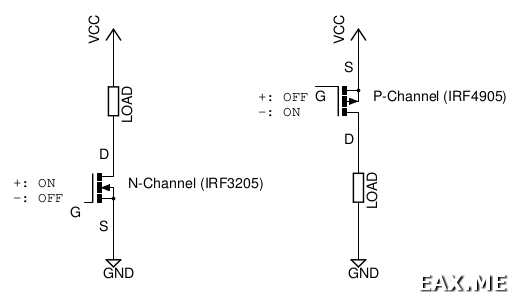 VCC
LOAD
D
+: ON
-: OFF
G
N-Channel (IRF3205)
S
GND
VCC
S
+: OFF
-: ON
G
P-Channel (IRF4905)
D
LOAD
GND
EAX.ME